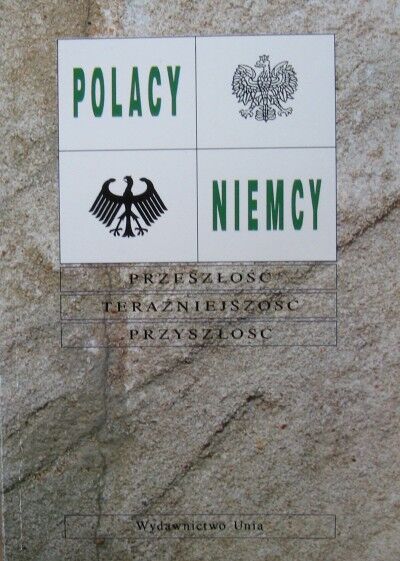 POLACY
NIEMCY
PRZESZŁOŚĆ
TERAŹNIEJSZOŚĆ
PRZYSZŁOŚĆ
Wydawnictwo Unia